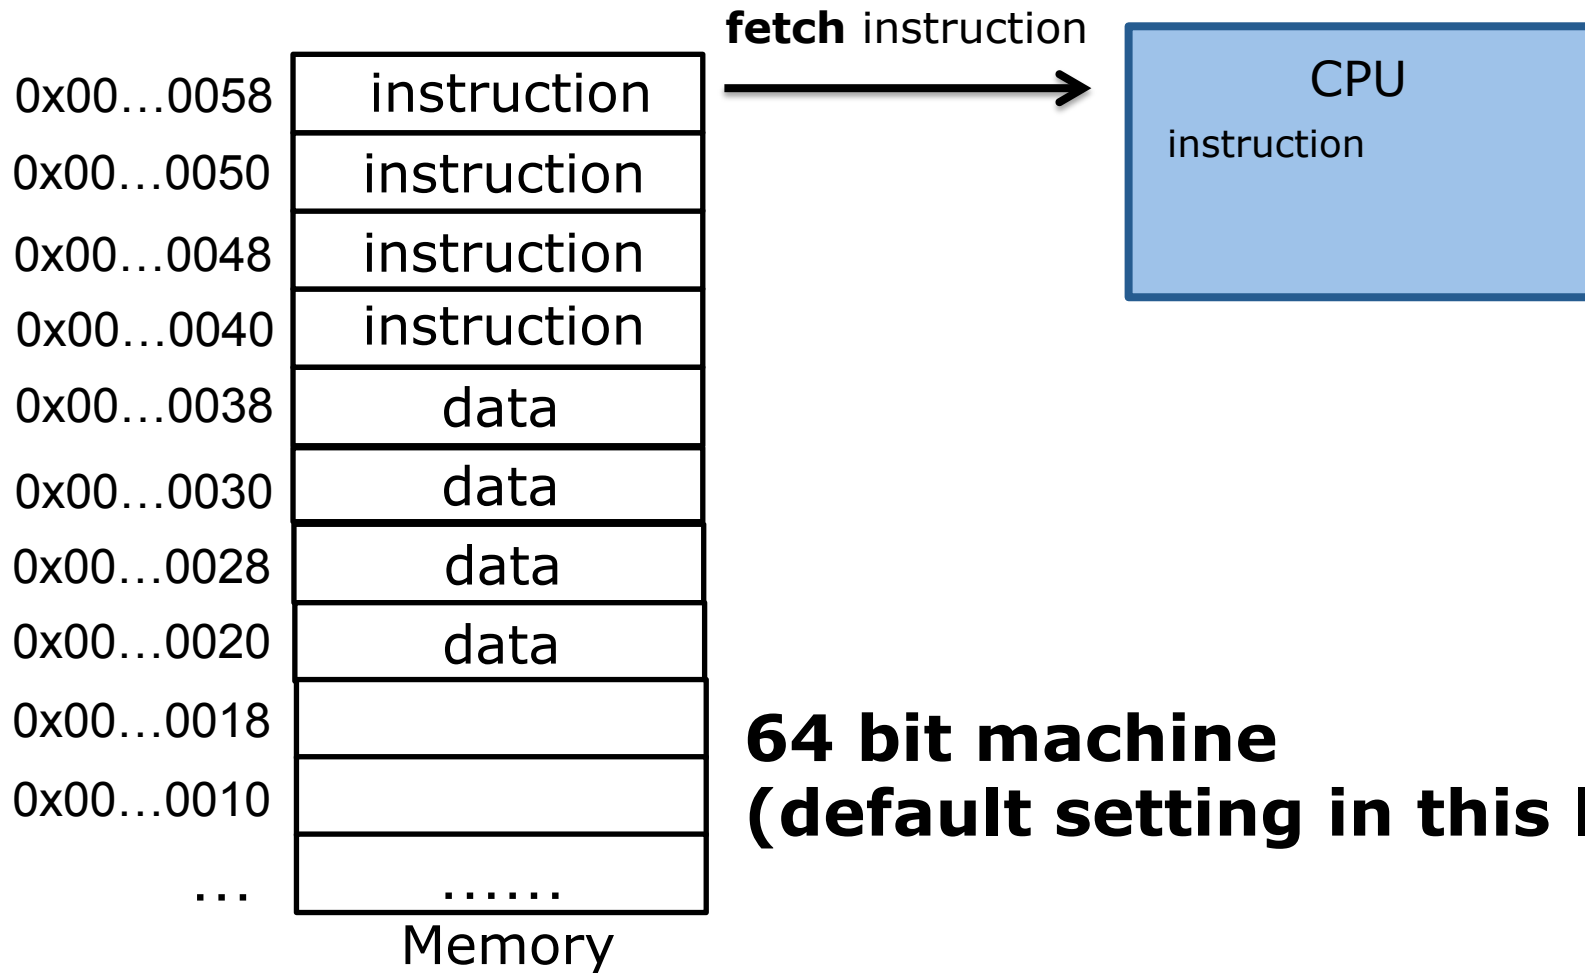 fetch instruction
CPU
instruction
0x00…0058 instruction
0x00…0050 instruction
0x00…0048 instruction
0x00…0040 instruction
0x00…0038 data
0x00…0030 data
0x00…0028 data
0x00…0020 data
0x00…0018
0x00…0010
… ……
Memory
64 bit machine
(default setting in this